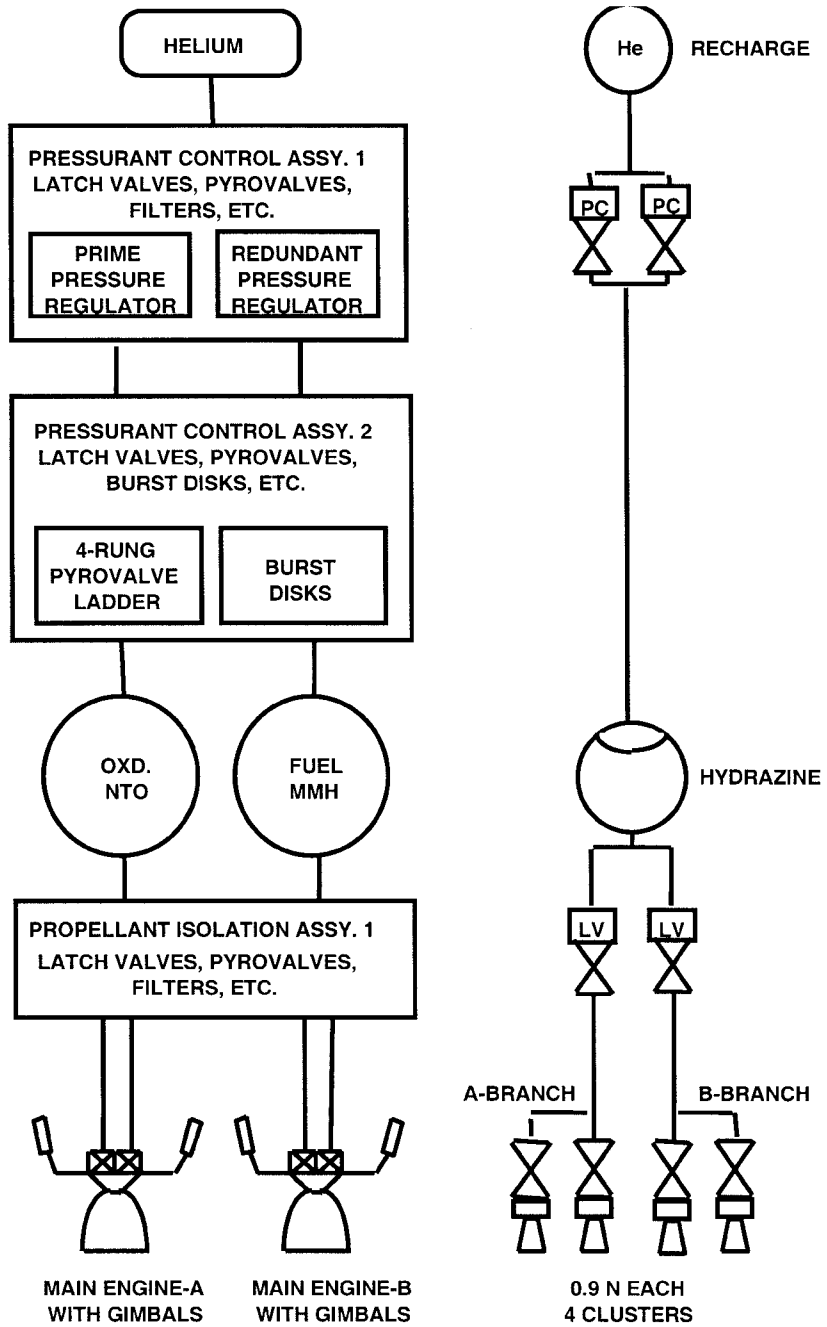 HELIUM
PRESSURANT CONTROL ASSY. 1
LATCH VALVES, PYROVALVES,
FILTERS, ETC.
PRIME
PRESSURE
REGULATOR
REDUNDANT
PRESSURE
REGULATOR
PRESSURANT CONTROL ASSY. 2
LATCH VALVES, PYROVALVES,
BURST DISKS, ETC.
4-RUNG
PYROVALVE
LADDER
BURST
DISKS
OXD.
NTO
FUEL
MMH
PROPELLANT ISOLATION ASSY. 1
LATCH VALVES, PYROVALVES,
FILTERS, ETC.
MAIN ENGINE-A
WITH GIMBALS
MAIN ENGINE-B
WITH GIMBALS
He
RECHARGE
PC
PC
HYDRAZINE
LV
LV
A-BRANCH
B-BRANCH
0.9 N EACH
4 CLUSTERS